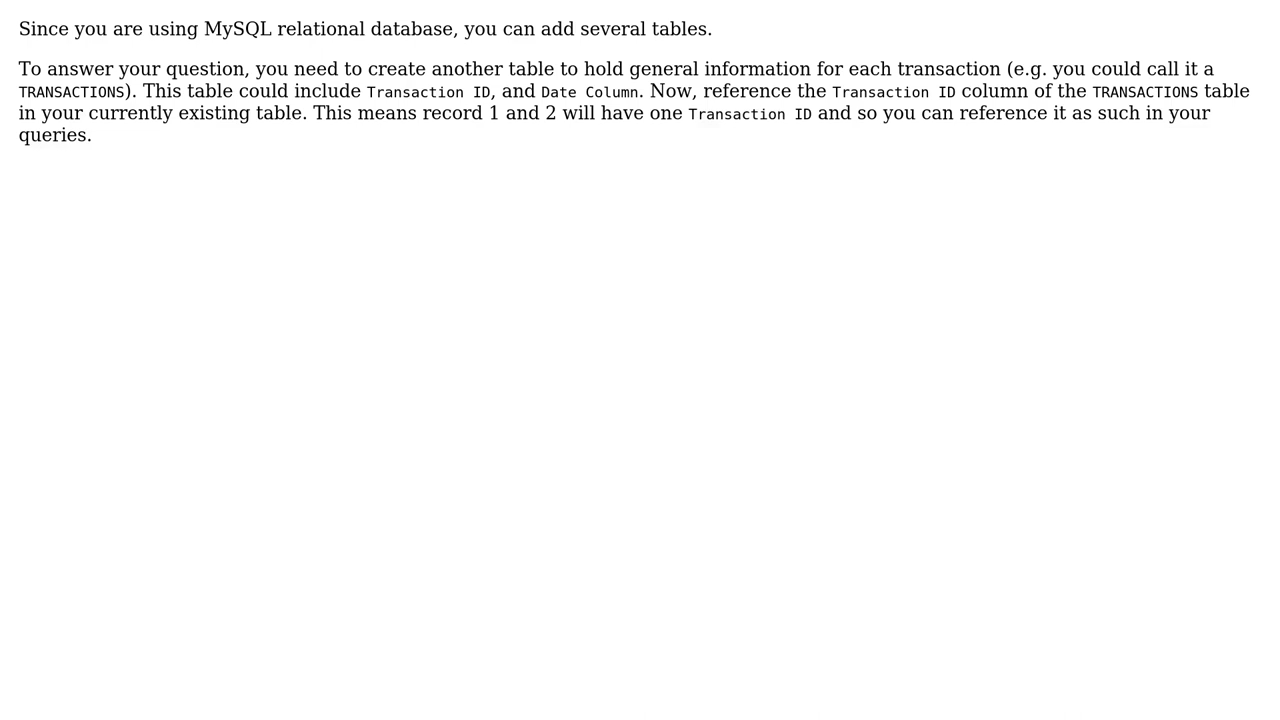 Since you are using MySQL relational database, you can add several tables.
To answer your question, you need to create another table to hold general information for each transaction (e.g. you could call it a
TRANSACTIONS). This table could include Transaction ID, and Date Column. Now, reference the Transaction ID column of the TRANSACTIONS table
in your currently existing table. This means record 1 and 2 will have one Transaction ID and so you can reference it as such in your
queries.